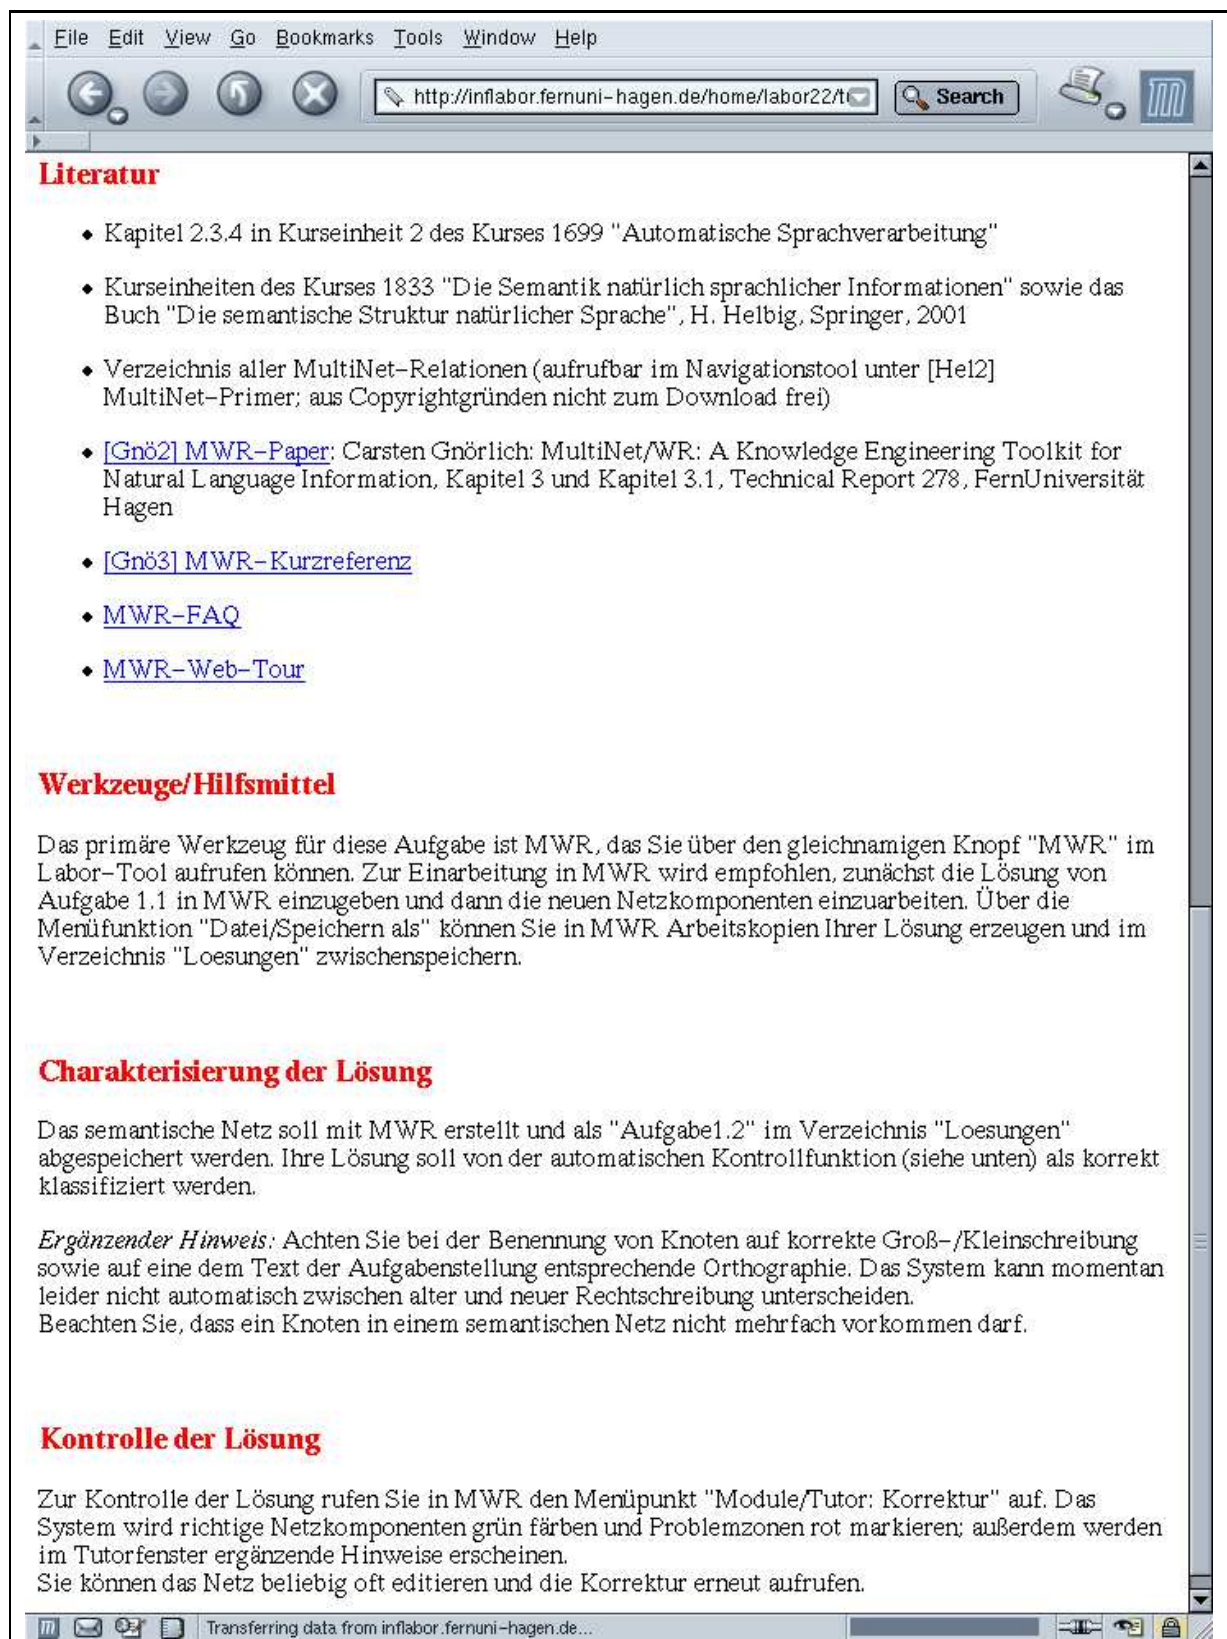 File Edit View Go Bookmarks Tools Window Help
http://inflabor.fernuni-hagen.de/home/labor22/t Search
Literatur
Kapitel 2.3.4 in Kurseinheit 2 des Kurses 1699 "Automatische Sprachverarbeitung"
Kurseinheiten des Kurses 1833 "Die Semantik natürlich sprachlicher Informationen" sowie das
Buch "Die semantische Struktur natürlicher Sprache", H. Helbig, Springer, 2001
Verzeichnis aller MultiNet-Relationen (aufrufbar im Navigationstool unter [Hel2]
MultiNet-Primer; aus Copyrightgründen nicht zum Download frei)
[Gnö2] MWR-Paper: Carsten Gnörlich: MultiNet/WR: A Knowledge Engineering Toolkit for
Natural Language Information, Kapitel 3 und Kapitel 3.1, Technical Report 278, FernUniversität
Hagen
[Gnö3] MWR-Kurzreferenz
MWR-FAQ
MWR-Web-Tour
Werkzeuge/Hilfsmittel
Das primäre Werkzeug für diese Aufgabe ist MWR, das Sie über den gleichnamigen Knopf "MWR" im
Labor-Tool aufrufen können. Zur Einarbeitung in MWR wird empfohlen, zunächst die Lösung von
Aufgabe 1.1 in MWR einzugeben und dann die neuen Netzkomponenten einzuarbeiten. Über die
Menüfunktion "Datei/Speichern als" können Sie in MWR Arbeitskopien Ihrer Lösung erzeugen und im
Verzeichnis "Loesungen" zwischenspeichern.
Charakterisierung der Lösung
Das semantische Netz soll mit MWR erstellt und als "Aufgabe1.2" im Verzeichnis "Loesungen"
abgespeichert werden. Ihre Lösung soll von der automatischen Kontrollfunktion (siehe unten) als korrekt
klassifiziert werden.
Ergänzender Hinweis: Achten Sie bei der Benennung von Knoten auf korrekte Groß-/Kleinschreibung
sowie auf eine dem Text der Aufgabenstellung entsprechende Orthographie. Das System kann momentan
leider nicht automatisch zwischen alter und neuer Rechtschreibung unterscheiden.
Beachten Sie, dass ein Knoten in einem semantischen Netz nicht mehrfach vorkommen darf.
Kontrolle der Lösung
Zur Kontrolle der Lösung rufen Sie in MWR den Menüpunkt "Module/Tutor: Korrektur" auf. Das
System wird richtige Netzkomponenten grün färben und Problemzonen rot markieren; außerdem werden
im Tutorfenster ergänzende Hinweise erscheinen.
Sie können das Netz beliebig oft editieren und die Korrektur erneut aufrufen.
Transferring data from inflabor.fernuni-hagen.de...